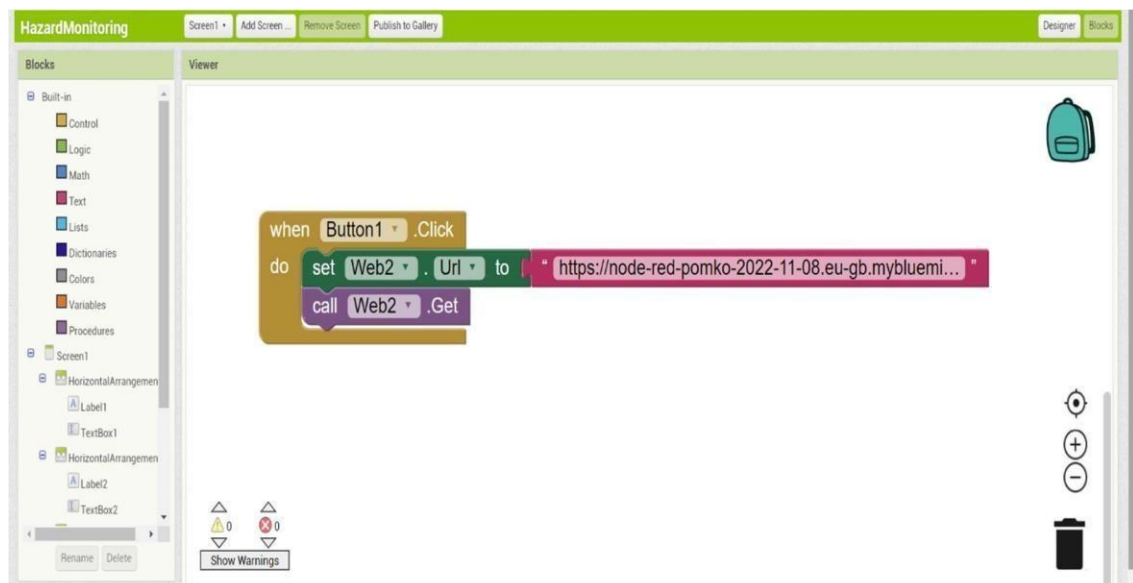 HazardMonitoring Screen1 Add Screen ... Remove Screen Publish to Gallery Designer Blocks
Blocks
Viewer
Built-in
Control
Logic
Math
Text
Lists
Dictionaries
Colors
Variables
Procedures
Screen1
HorizontalArrangemen
Label1
TextBox1
HorizontalArrangemen
Label2
TextBox2
Rename Delete
when Button1 .Click
do set Web2 . Url to " https://node-red-pomko-2022-11-08.eu-gb.mybluemi... "
call Web2 .Get
0 0
Show Warnings